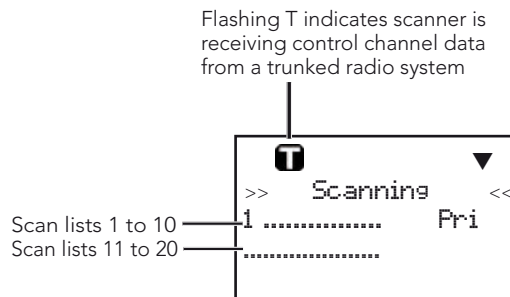 Flashing T indicates scanner is
receiving control channel data
from a trunked radio system
T ▼
>> Scanning <<
Scan lists 1 to 10 1 ................ Pri
Scan lists 11 to 20 ...................